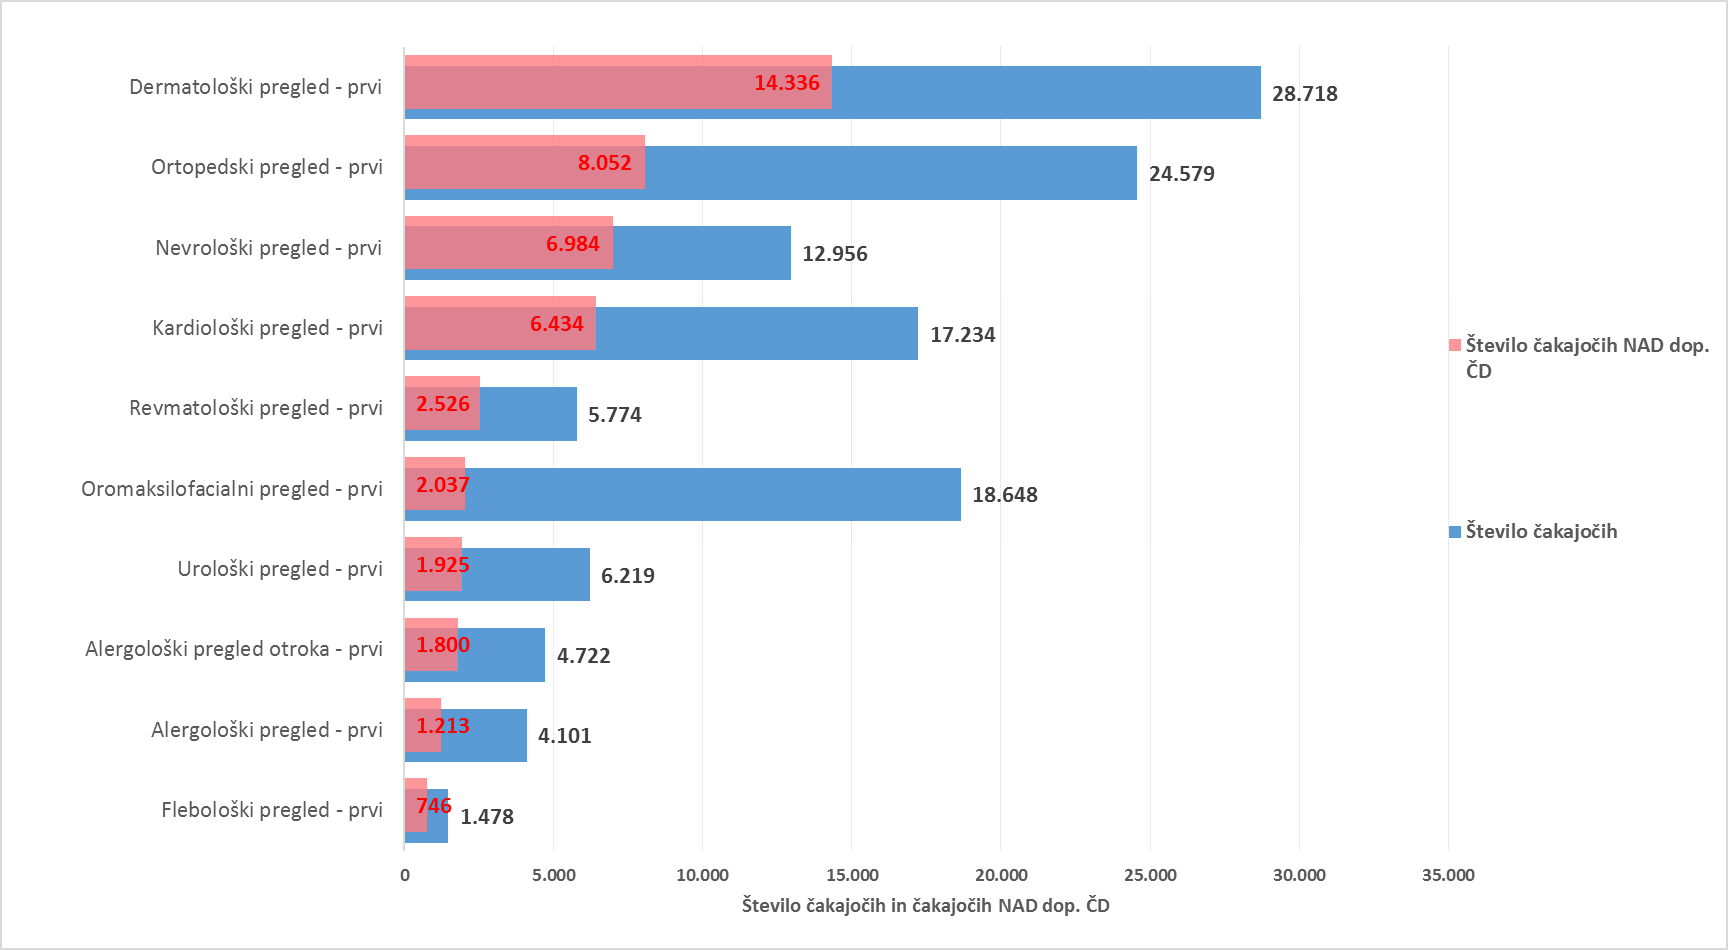 Dermatološki pregled - prvi
14.336
28.718
Ortopedski pregled - prvi
8.052
24.579
Nevrološki pregled - prvi
6.984
12.956
Kardiološki pregled - prvi
6.434
17.234
Revmatološki pregled - prvi
2.526
5.774
Oromaksilofacialni pregled - prvi
2.037
18.648
Urološki pregled - prvi
1.925
6.219
Alergološki pregled otroka - prvi
1.800
4.722
Alergološki pregled - prvi
1.213
4.101
Flebološki pregled - prvi
746
1.478
0
5.000
10.000
15.000
20.000
25.000
30.000
35.000
Število čakajočih in čakajočih NAD dop. ČD
Število čakajočih NAD dop.
ČD
Število čakajočih